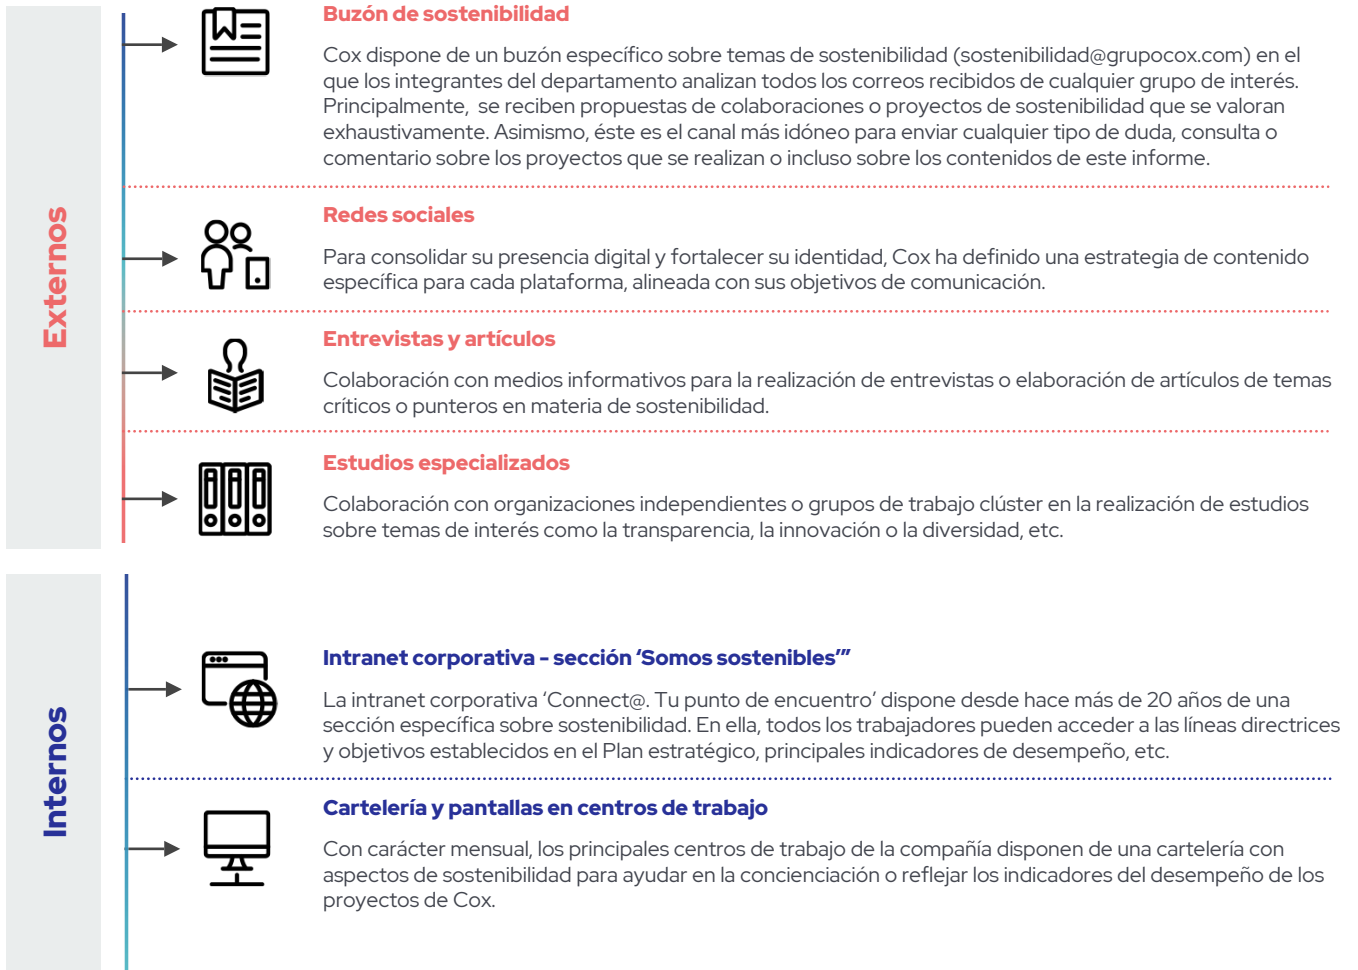 Externos
Buzón de sostenibilidad
Cox dispone de un buzón específico sobre temas de sostenibilidad (sostenibilidad@grupocox.com) en el
que los integrantes del departamento analizan todos los correos recibidos de cualquier grupo de interés.
Principalmente, se reciben propuestas de colaboraciones o proyectos de sostenibilidad que se valoran
exhaustivamente. Asimismo, éste es el canal más idóneo para enviar cualquier tipo de duda, consulta o
comentario sobre los proyectos que se realizan o incluso sobre los contenidos de este informe.
Redes sociales
Para consolidar su presencia digital y fortalecer su identidad, Cox ha definido una estrategia de contenido
específica para cada plataforma, alineada con sus objetivos de comunicación.
Entrevistas y artículos
Colaboración con medios informativos para la realización de entrevistas o elaboración de artículos de temas
críticos o punteros en materia de sostenibilidad.
Estudios especializados
Colaboración con organizaciones independientes o grupos de trabajo clúster en la realización de estudios
sobre temas de interés como la transparencia, la innovación o la diversidad, etc.
Internos
Intranet corporativa - sección ‘Somos sostenibles’”
La intranet corporativa ‘Connect@. Tu punto de encuentro’ dispone desde hace más de 20 años de una
sección específica sobre sostenibilidad. En ella, todos los trabajadores pueden acceder a las líneas directrices
y objetivos establecidos en el Plan estratégico, principales indicadores de desempeño, etc.
Cartelería y pantallas en centros de trabajo
Con carácter mensual, los principales centros de trabajo de la compañía disponen de una cartelería con
aspectos de sostenibilidad para ayudar en la concienciación o reflejar los indicadores del desempeño de los
proyectos de Cox.